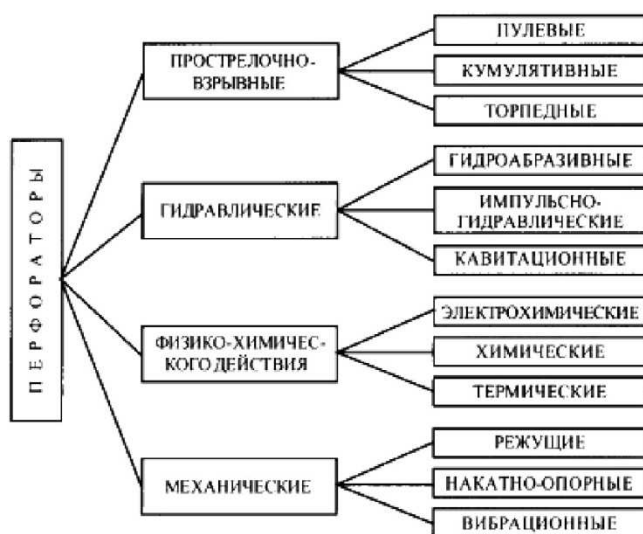 ПЕРФОРАТОРЫ
ПРОСТРЕЛОЧНО-
ВЗРЫВНЫЕ
ПУЛЕВЫЕ
КУМУЛЯТИВНЫЕ
ТОРПЕДНЫЕ
ГИДРАВЛИЧЕСКИЕ
ГИДРОАБРАЗИВНЫЕ
ИМПУЛЬСНО-
ГИДРАВЛИЧЕСКИЕ
КАВИТАЦИОННЫЕ
ФИЗИКО-ХИМИЧЕС-
КОГО ДЕЙСТВИЯ
ЭЛЕКТРОХИМИЧЕСКИЕ
ХИМИЧЕСКИЕ
ТЕРМИЧЕСКИЕ
МЕХАНИЧЕСКИЕ
РЕЖУЩИЕ
НАКАТНО-ОПОРНЫЕ
ВИБРАЦИОННЫЕ